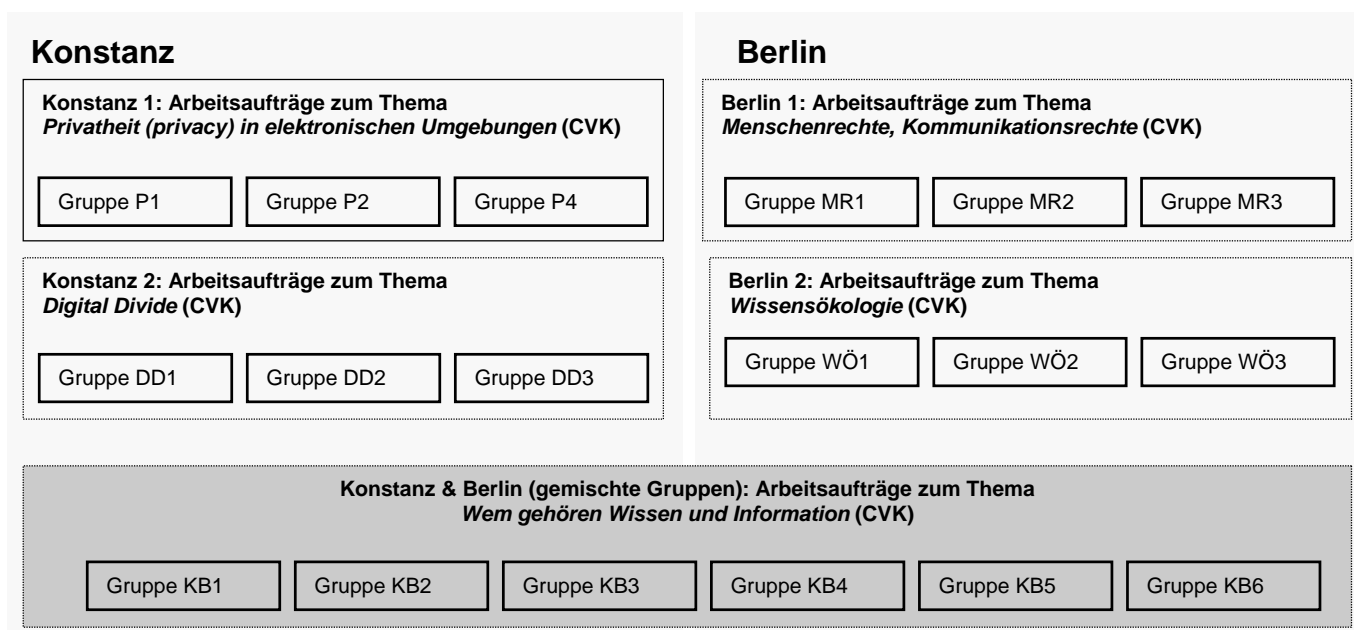 Konstanz
Konstanz 1: Arbeitsaufträge zum Thema
Privatheit (privacy) in elektronischen Umgebungen (CVK)
Gruppe P1
Gruppe P2
Gruppe P4
Konstanz 2: Arbeitsaufträge zum Thema
Digital Divide (CVK)
Gruppe DD1
Gruppe DD2
Gruppe DD3
Berlin
Berlin 1: Arbeitsaufträge zum Thema
Menschenrechte, Kommunikationsrechte (CVK)
Gruppe MR1
Gruppe MR2
Gruppe MR3
Berlin 2: Arbeitsaufträge zum Thema
Wissensökologie (CVK)
Gruppe WÖ1
Gruppe WÖ2
Gruppe WÖ3
Konstanz & Berlin (gemischte Gruppen): Arbeitsaufträge zum Thema
Wem gehören Wissen und Information (CVK)
Gruppe KB1
Gruppe KB2
Gruppe KB3
Gruppe KB4
Gruppe KB5
Gruppe KB6